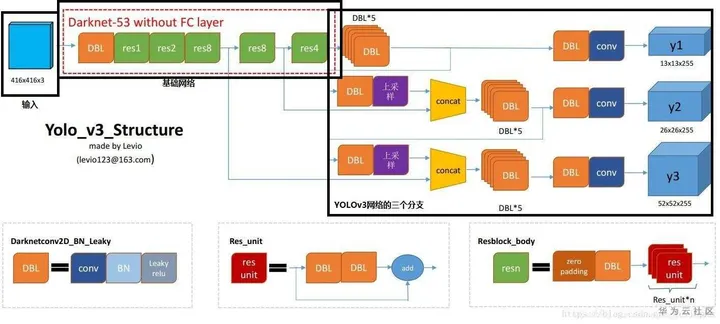 Darknet-53 without FC layer
DBL*5
416x416x3
DBL
res1
res2
res8
res8
res4
DBL
conv
y1
13x13x255
输入
基础网络
DBL
上采样
concat
DBL*5
DBL
conv
y2
26x26x255
Yolo_v3_Structure
made by Levio
(levio123@163.com)
DBL
上采样
concat
DBL*5
DBL
conv
y3
52x52x255
YOLOv3网络的三个分支
Darknetconv2D_BN_Leaky
DBL
conv
BN
Leaky relu
Res_unit
res unit
DBL
DBL
add
Resblock_body
resn
zero padding
DBL
res unit
Res_unit*n
华为云社区